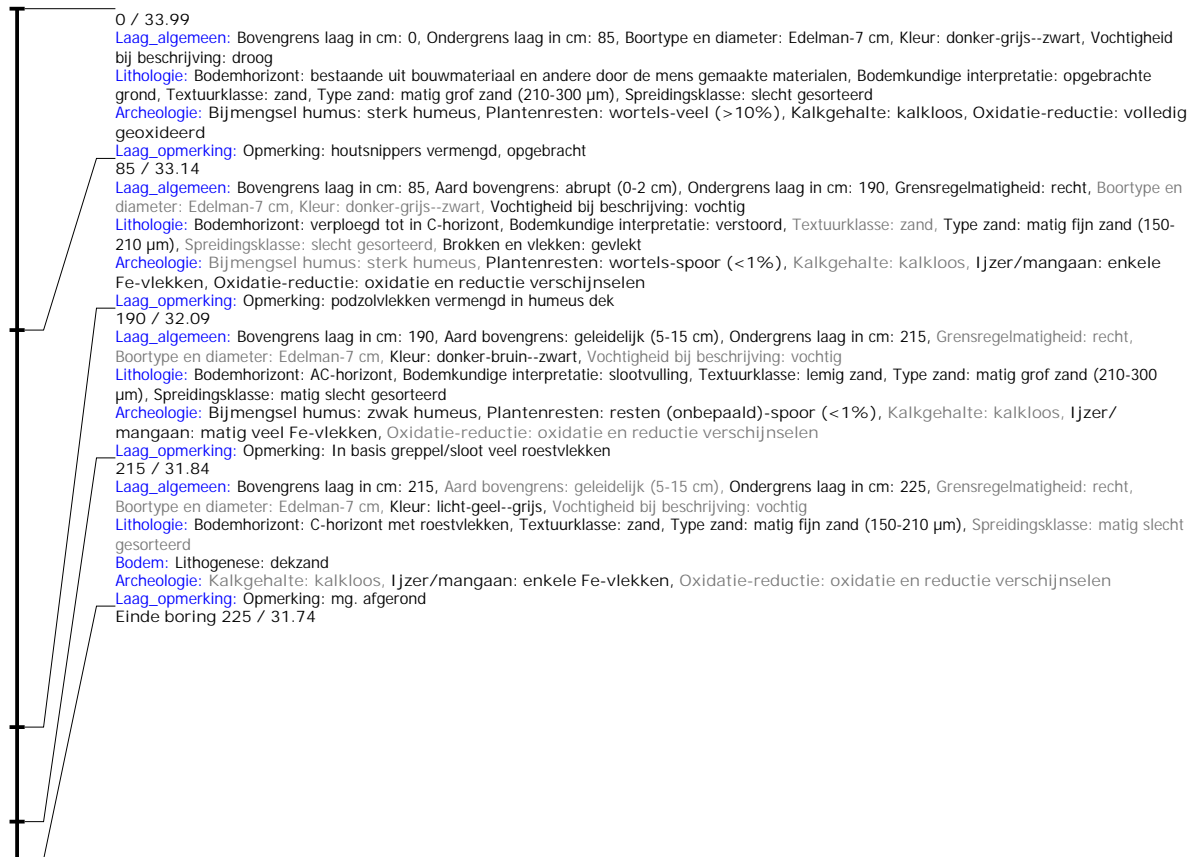 0 / 33.99
Laag_algemeen: Bovengrens laag in cm: 0, Ondergrens laag in cm: 85, Boortype en diameter: Edelman-7 cm, Kleur: donker-grijs--zwart, Vochtigheid
bij beschrijving: droog
Lithologie: Bodemhorizont: bestaande uit bouwmateriaal en andere door de mens gemaakte materialen, Bodemkundige interpretatie: opgebrachte
grond, Textuurklasse: zand, Type zand: matig grof zand (210-300 µm), Spreidingsklasse: slecht gesorteerd
Archeologie: Bijmengsel humus: sterk humeus, Plantenresten: wortels-veel (>10%), Kalkgehalte: kalkloos, Oxidatie-reductie: volledig
geoxideerd
Laag_opmerking: Opmerking: houtsnippers vermengd, opgebracht
85 / 33.14
Laag_algemeen: Bovengrens laag in cm: 85, Aard bovengrens: abrupt (0-2 cm), Ondergrens laag in cm: 190, Grensregelmatigheid: recht, Boortype en
diameter: Edelman-7 cm, Kleur: donker-grijs--zwart, Vochtigheid bij beschrijving: vochtig
Lithologie: Bodemhorizont: verploegd tot in C-horizont, Bodemkundige interpretatie: verstoord, Textuurklasse: zand, Type zand: matig fijn zand (150-
210 µm), Spreidingsklasse: slecht gesorteerd, Brokken en vlekken: gevlekt
Archeologie: Bijmengsel humus: sterk humeus, Plantenresten: wortels-spoor (<1%), Kalkgehalte: kalkloos, Ijzer/mangaan: enkele
Fe-vlekken, Oxidatie-reductie: oxidatie en reductie verschijnselen
Laag_opmerking: Opmerking: podzolvlekken vermengd in humeus dek
190 / 32.09
Laag_algemeen: Bovengrens laag in cm: 190, Aard bovengrens: geleidelijk (5-15 cm), Ondergrens laag in cm: 215, Grensregelmatigheid: recht,
Boortype en diameter: Edelman-7 cm, Kleur: donker-bruin--zwart, Vochtigheid bij beschrijving: vochtig
Lithologie: Bodemhorizont: AC-horizont, Bodemkundige interpretatie: slootvulling, Textuurklasse: lemig zand, Type zand: matig grof zand (210-300
µm), Spreidingsklasse: matig slecht gesorteerd
Archeologie: Bijmengsel humus: zwak humeus, Plantenresten: resten (onbepaald)-spoor (<1%), Kalkgehalte: kalkloos, Ijzer/
mangaan: matig veel Fe-vlekken, Oxidatie-reductie: oxidatie en reductie verschijnselen
Laag_opmerking: Opmerking: In basis greppel/sloot veel roestvlekken
215 / 31.84
Laag_algemeen: Bovengrens laag in cm: 215, Aard bovengrens: geleidelijk (5-15 cm), Ondergrens laag in cm: 225, Grensregelmatigheid: recht,
Boortype en diameter: Edelman-7 cm, Kleur: licht-geel--grijs, Vochtigheid bij beschrijving: vochtig
Lithologie: Bodemhorizont: C-horizont met roestvlekken, Textuurklasse: zand, Type zand: matig fijn zand (150-210 µm), Spreidingsklasse: matig slecht
gesorteerd
Bodem: Lithogenese: dekzand
Archeologie: Kalkgehalte: kalkloos, Ijzer/mangaan: enkele Fe-vlekken, Oxidatie-reductie: oxidatie en reductie verschijnselen
Laag_opmerking: Opmerking: mg. afgerond
Einde boring 225 / 31.74